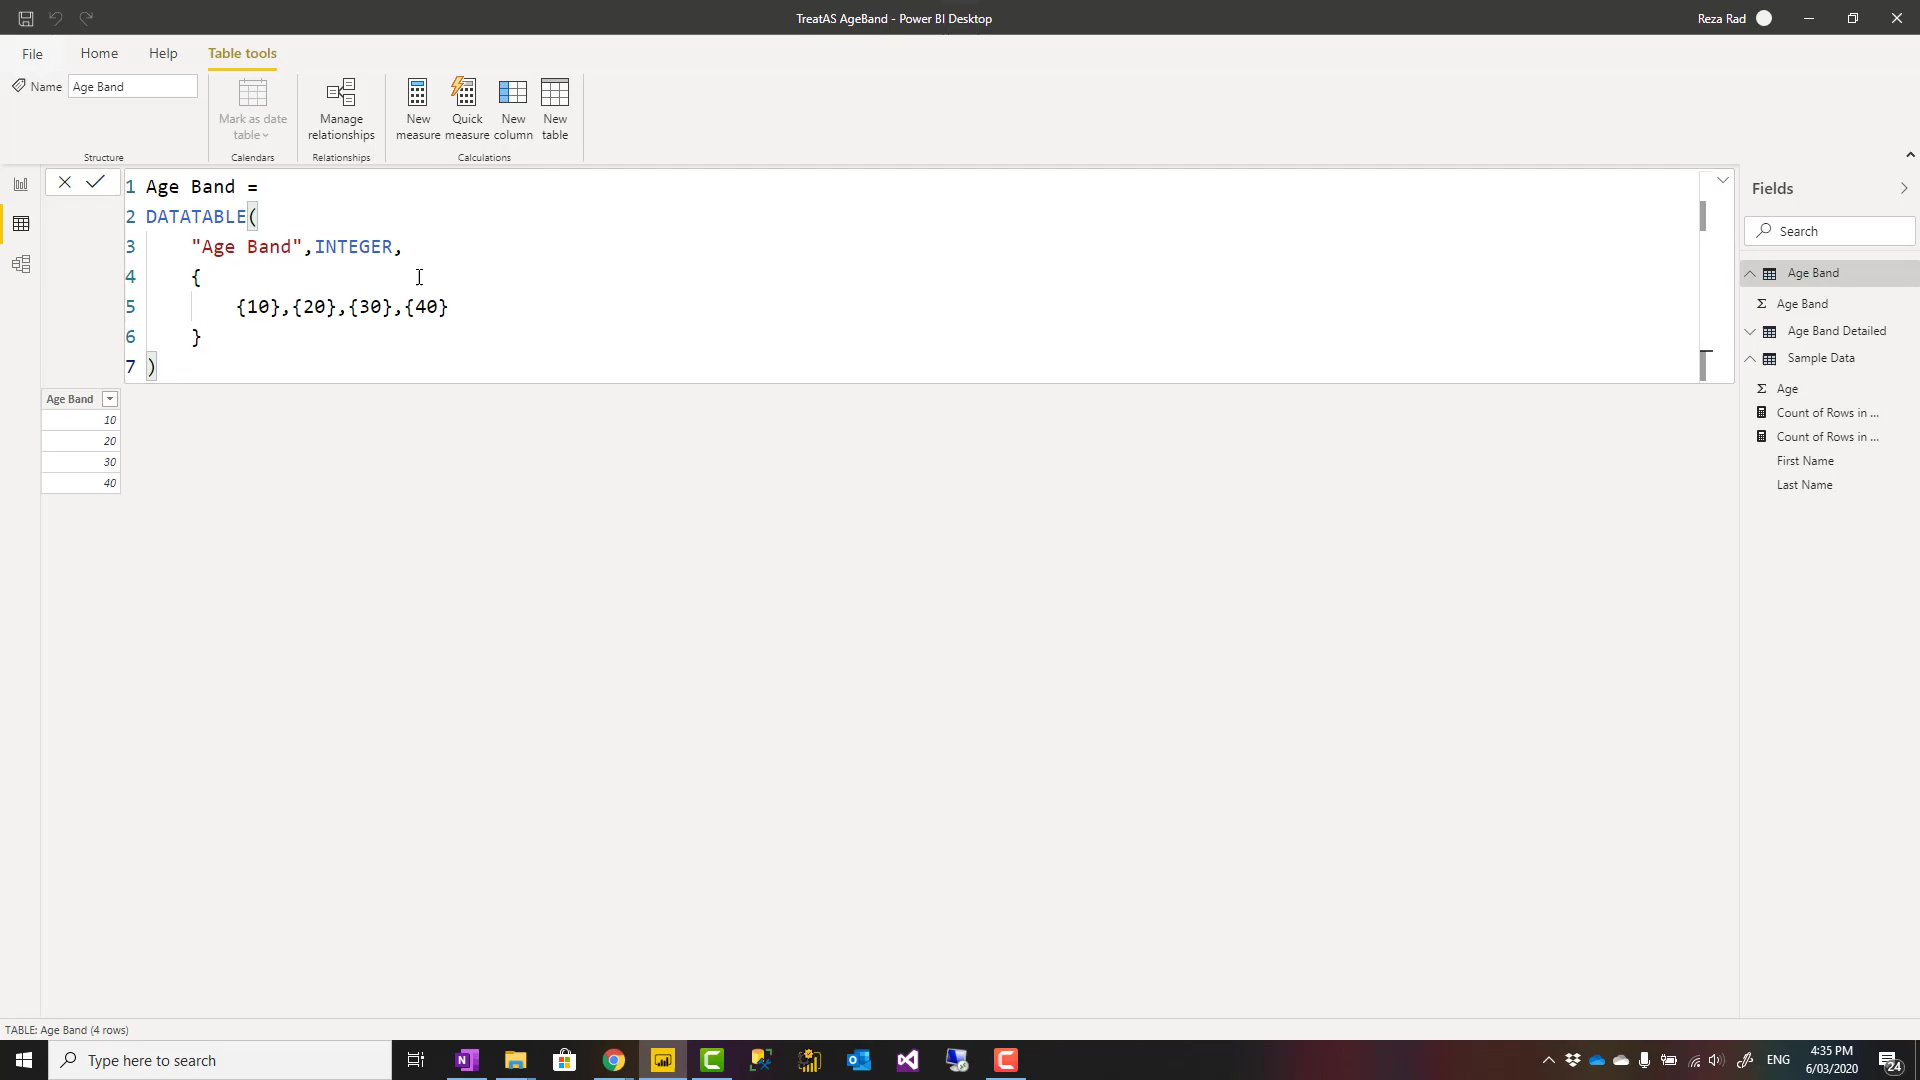 TreatAS AgeBand - Power BI Desktop
Reza Rad
File
Home
Help
Table tools
Name
Age Band
Mark as date
table
Manage
relationships
New
measure
Quick
measure
New
column
New
table
Structure
Calendars
Relationships
Calculations
1 Age Band =
2 DATATABLE(
3 "Age Band",INTEGER,
4 {
5 {10},{20},{30},{40}
6 }
7 )
Age Band
10
20
30
40
Fields
Search
Age Band
Σ Age Band
Age Band Detailed
Sample Data
Σ Age
Count of Rows in ...
Count of Rows in ...
First Name
Last Name
TABLE: Age Band (4 rows)
Type here to search
N
ENG
4:35 PM
6/03/2020
24